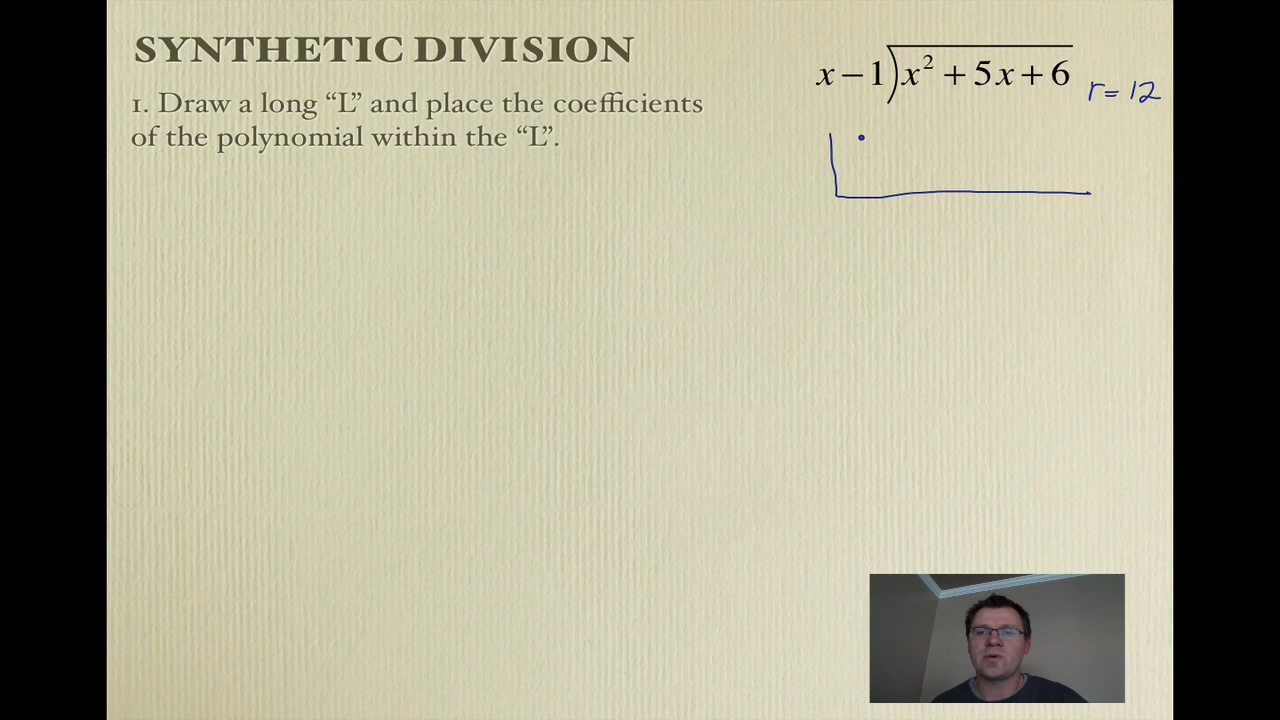 SYNTHETIC DIVISION
1. Draw a long “L” and place the coefficients
of the polynomial within the “L”.
x − 1)x² + 5x + 6
r = 12